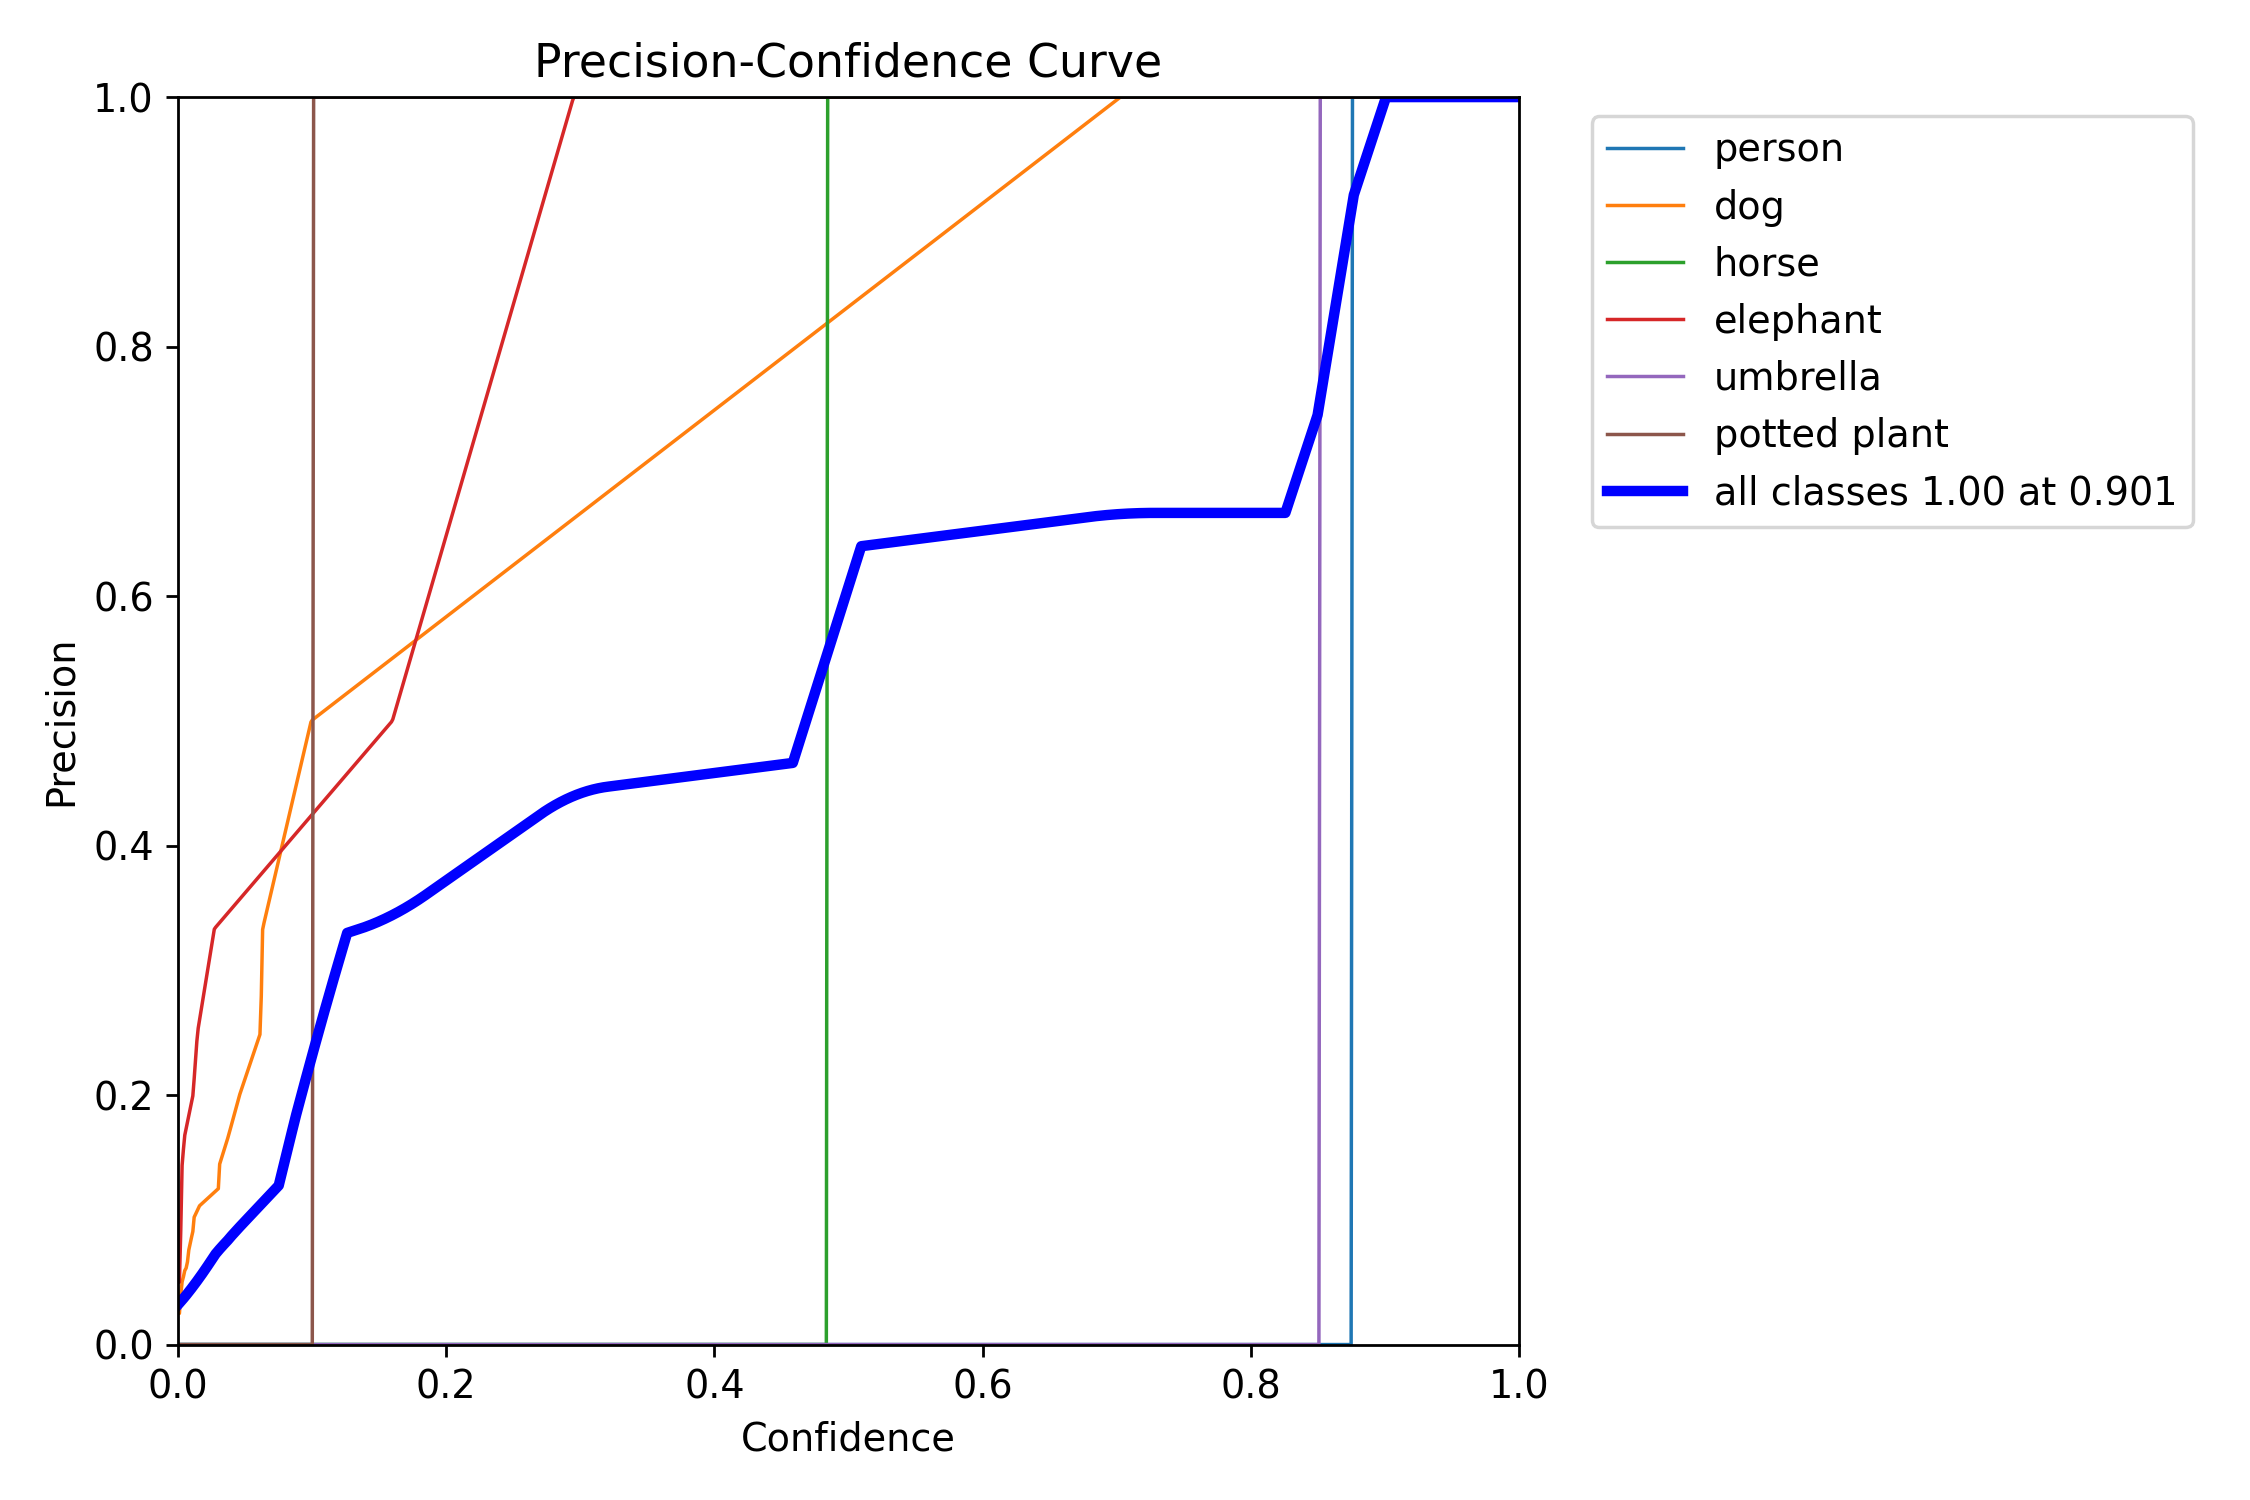 Precision-Confidence Curve
1.0
0.8
0.6
0.4
0.2
0.0
Precision
0.0 0.2 0.4 0.6 0.8 1.0
Confidence
person
dog
horse
elephant
umbrella
potted plant
all classes 1.00 at 0.901